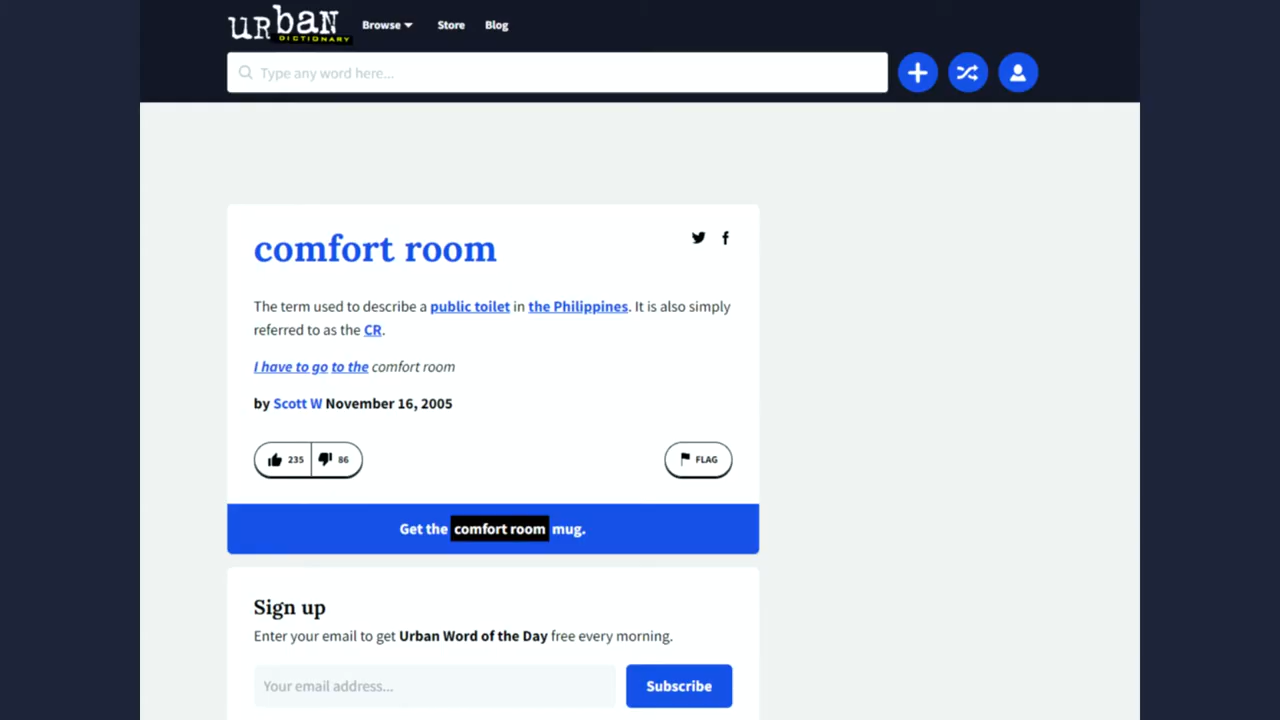 urban
DICTIONARY
Browse Store Blog
Type any word here...
comfort room
The term used to describe a public toilet in the Philippines. It is also simply
referred to as the CR.
I have to go to the comfort room
by Scott W November 16, 2005
235 86 FLAG
Get the comfort room mug.
Sign up
Enter your email to get Urban Word of the Day free every morning.
Your email address... Subscribe